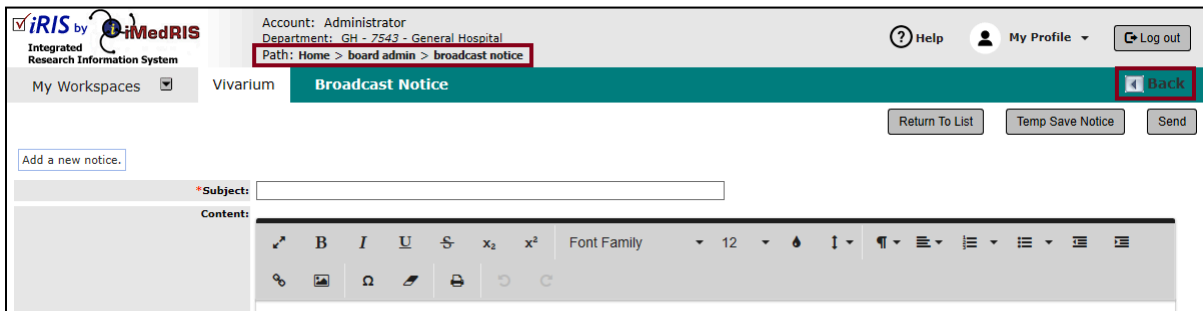 iRIS by iMedRIS
Integrated
Research Information System
Account: Administrator
Department: GH - 7543 - General Hospital
Path: Home > board admin > broadcast notice
? Help
My Profile
Log out
My Workspaces
Vivarium
Broadcast Notice
Back
Return To List
Temp Save Notice
Send
Add a new notice.
*Subject:
Content:
B I U S x₂ x² Font Family 12 ¶
Ω